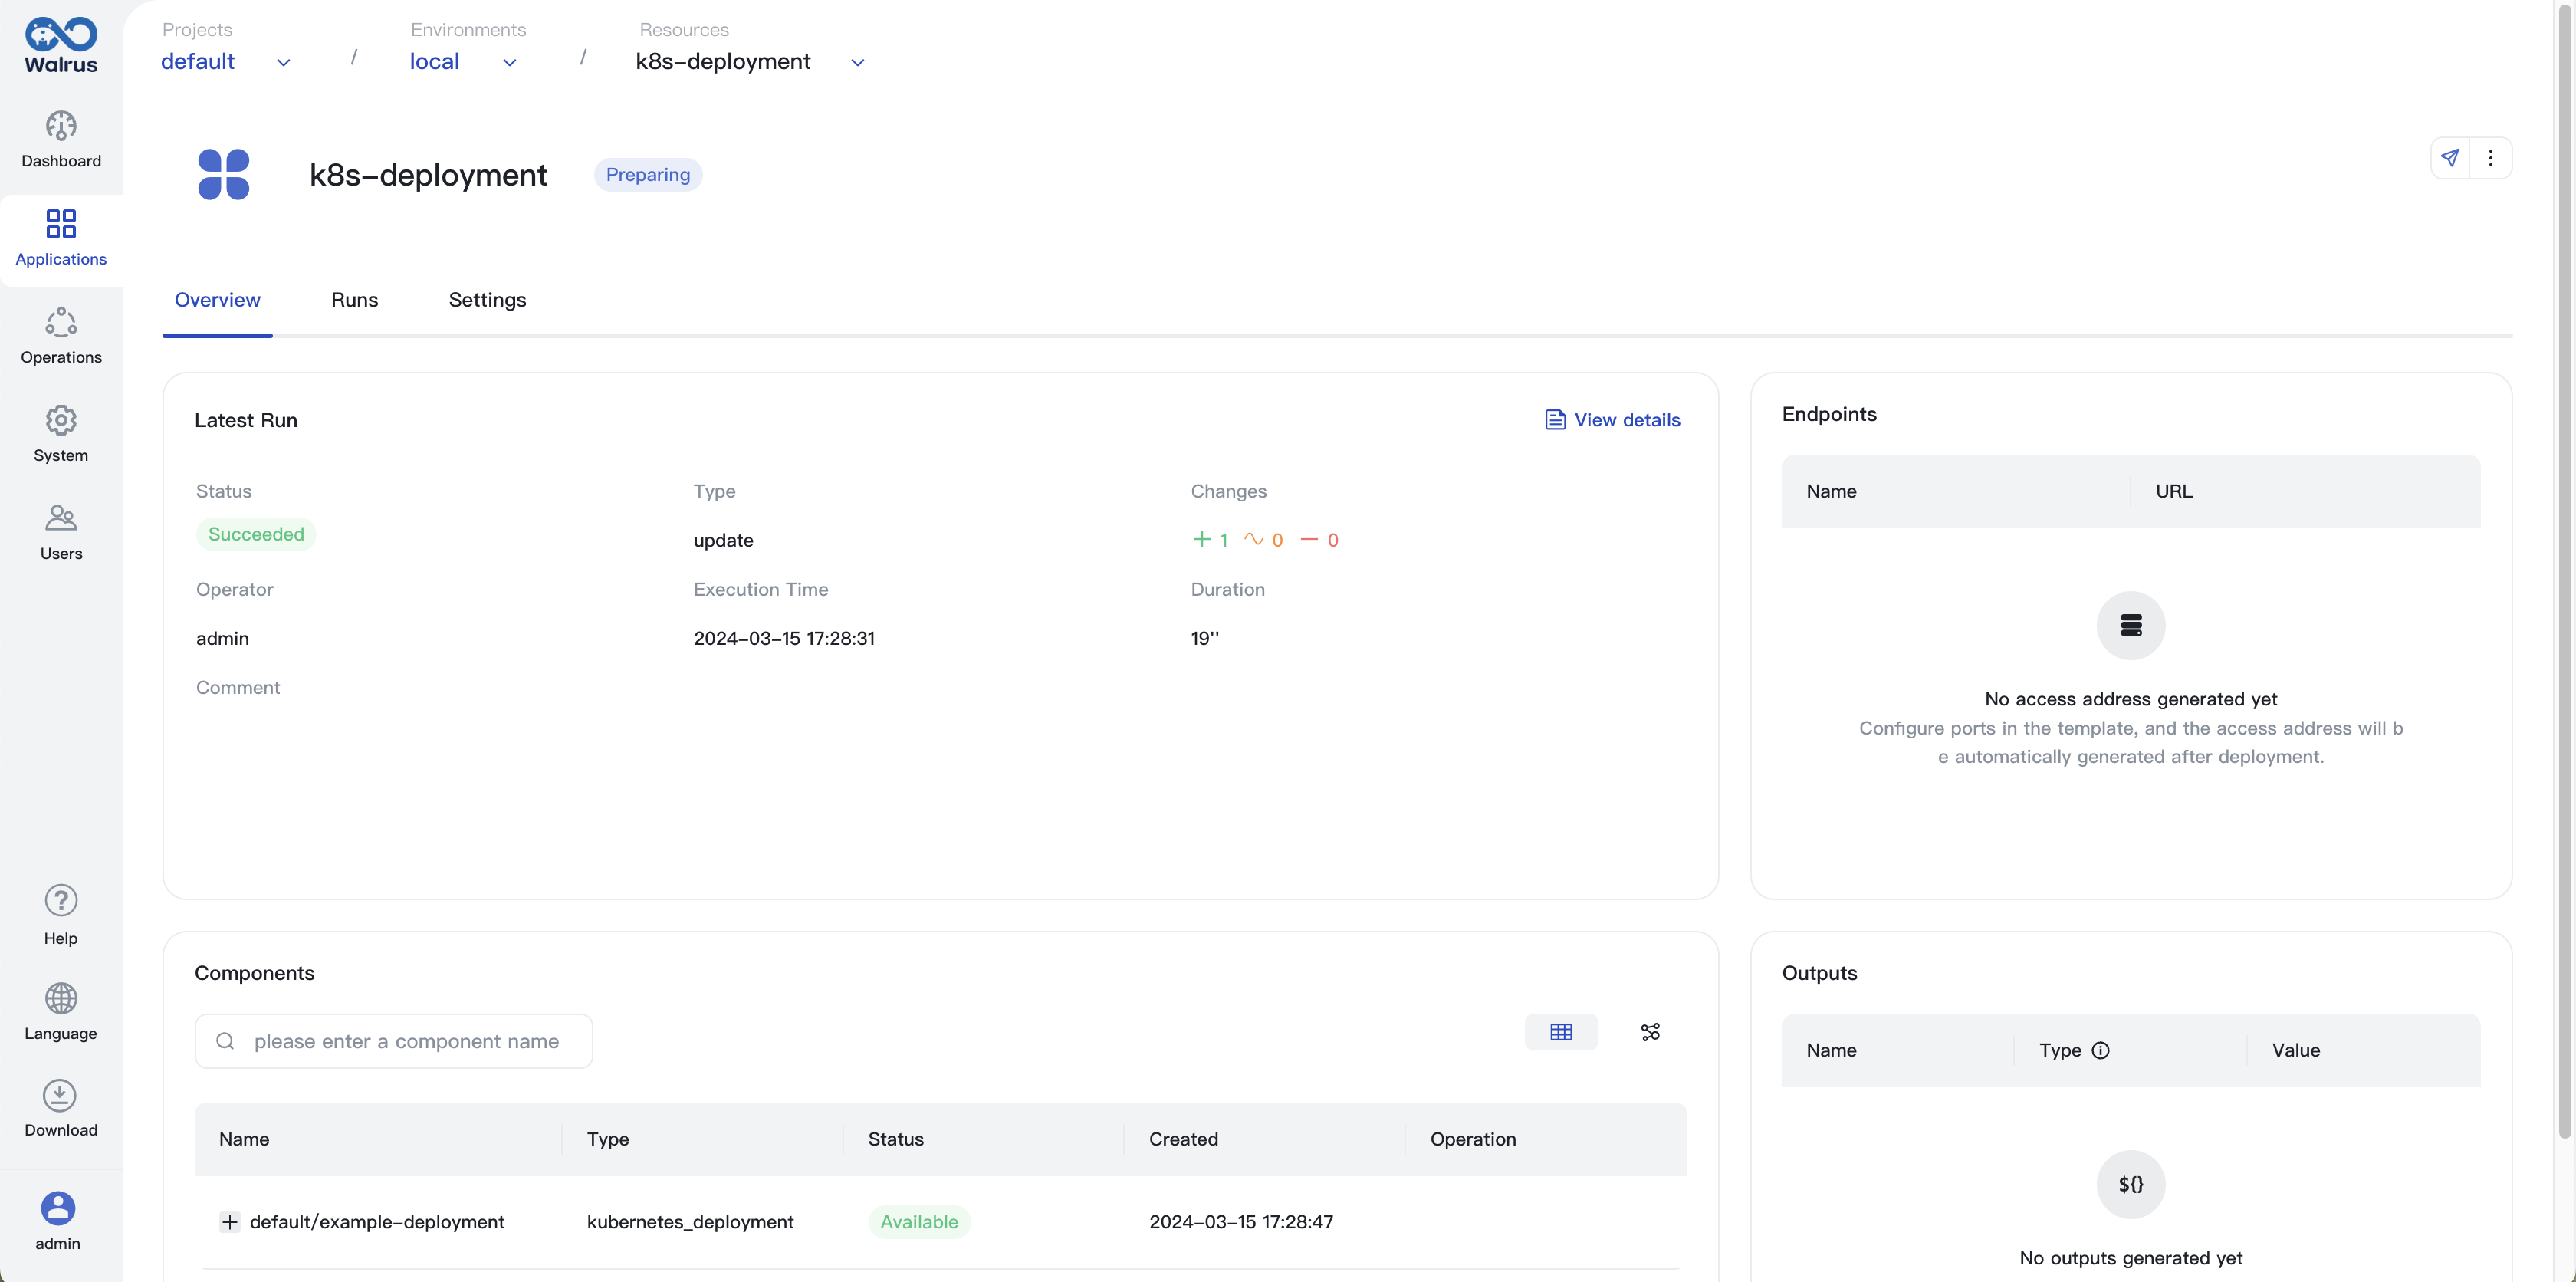 Walrus
Dashboard
Applications
Operations
System
Users
Help
Language
Download
admin
Projects
default
/
Environments
local
/
Resources
k8s-deployment
k8s-deployment
Preparing
Overview
Runs
Settings
Latest Run
View details
Status
Type
Changes
Succeeded
update
+ 1 ~ 0 — 0
Operator
Execution Time
Duration
admin
2024-03-15 17:28:31
19''
Comment
Endpoints
Name
URL
No access address generated yet
Configure ports in the template, and the access address will b
e automatically generated after deployment.
Components
please enter a component name
Name
Type
Status
Created
Operation
+ default/example-deployment
kubernetes_deployment
Available
2024-03-15 17:28:47
Outputs
Name
Type
Value
${}
No outputs generated yet